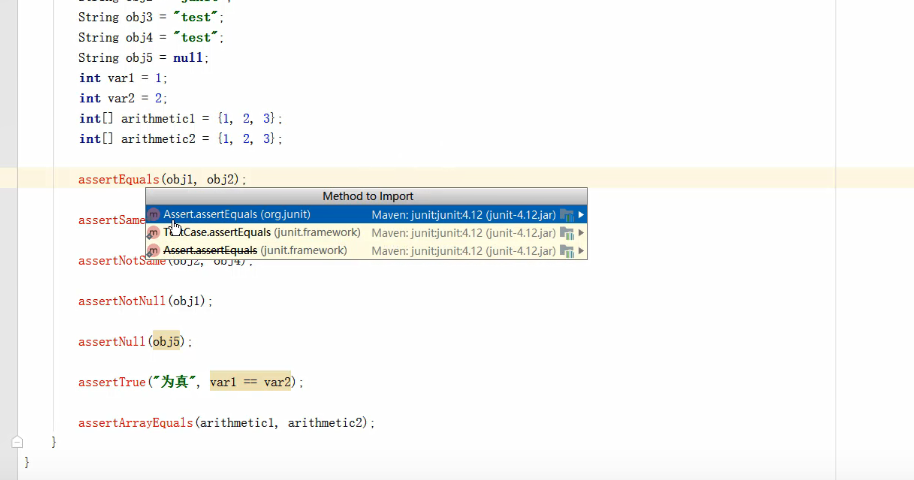 String obj3 = "test";
String obj4 = "test";
String obj5 = null;
int var1 = 1;
int var2 = 2;
int[] arithmetic1 = {1, 2, 3};
int[] arithmetic2 = {1, 2, 3};
assertEquals(obj1, obj2);
Method to Import
m Assert.assertEquals (org.junit) Maven: junit:junit:4.12 (junit-4.12.jar)
assertSame
m TestCase.assertEquals (junit.framework) Maven: junit:junit:4.12 (junit-4.12.jar)
m Assert.assertEquals (junit.framework) Maven: junit:junit:4.12 (junit-4.12.jar)
assertNotSame(obj2, obj4);
assertNotNull(obj1);
assertNull(obj5);
assertTrue("为真", var1 == var2);
assertArrayEquals(arithmetic1, arithmetic2);
}
}